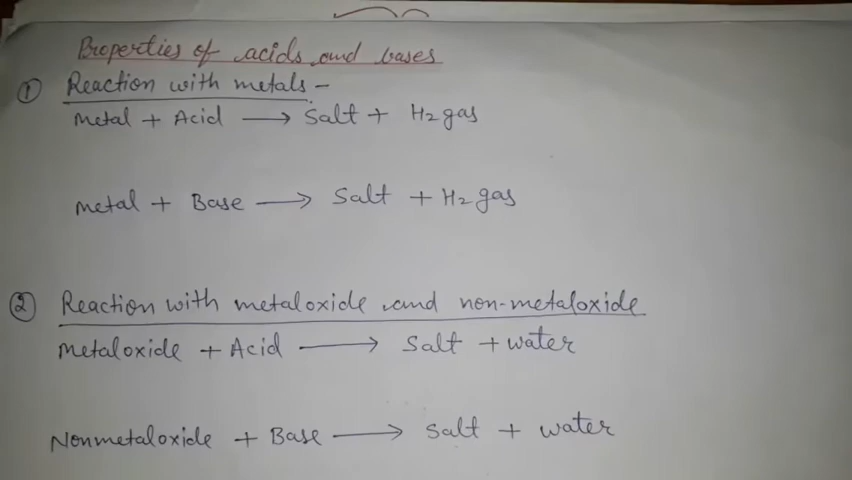 Properties of acids and bases
① Reaction with metals –
Metal + Acid ⟶ Salt + H₂ gas
Metal + Base ⟶ Salt + H₂ gas
② Reaction with metaloxide and non-metaloxide
Metaloxide + Acid ⟶ Salt + water
Nonmetaloxide + Base ⟶ Salt + water